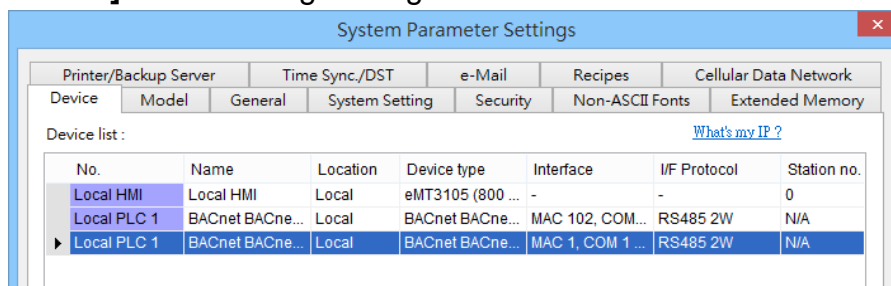 System Parameter Settings
Printer/Backup Server Time Sync./DST e-Mail Recipes Cellular Data Network
Device Model General System Setting Security Non-ASCII Fonts Extended Memory
Device list : What's my IP ?
No. Name Location Device type Interface I/F Protocol Station no.
Local HMI Local HMI Local eMT3105 (800 ... - - 0
Local PLC 1 BACnet BACne... Local BACnet BACne... MAC 102, COM... RS485 2W N/A
Local PLC 1 BACnet BACne... Local BACnet BACne... MAC 1, COM 1 ... RS485 2W N/A